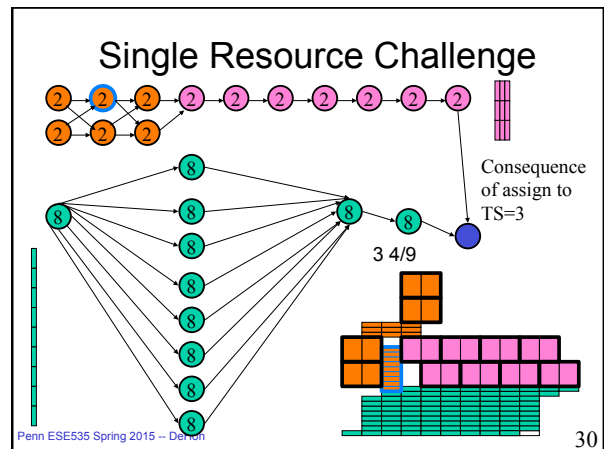 Single Resource Challenge
2 2 2 2 2 2 2 2 2 2
2 2 2
8
8
8
8
8
8
8
8
8
8
8
Consequence
of assign to
TS=3
3 4/9
Penn ESE535 Spring 2015 -- DeHon
30